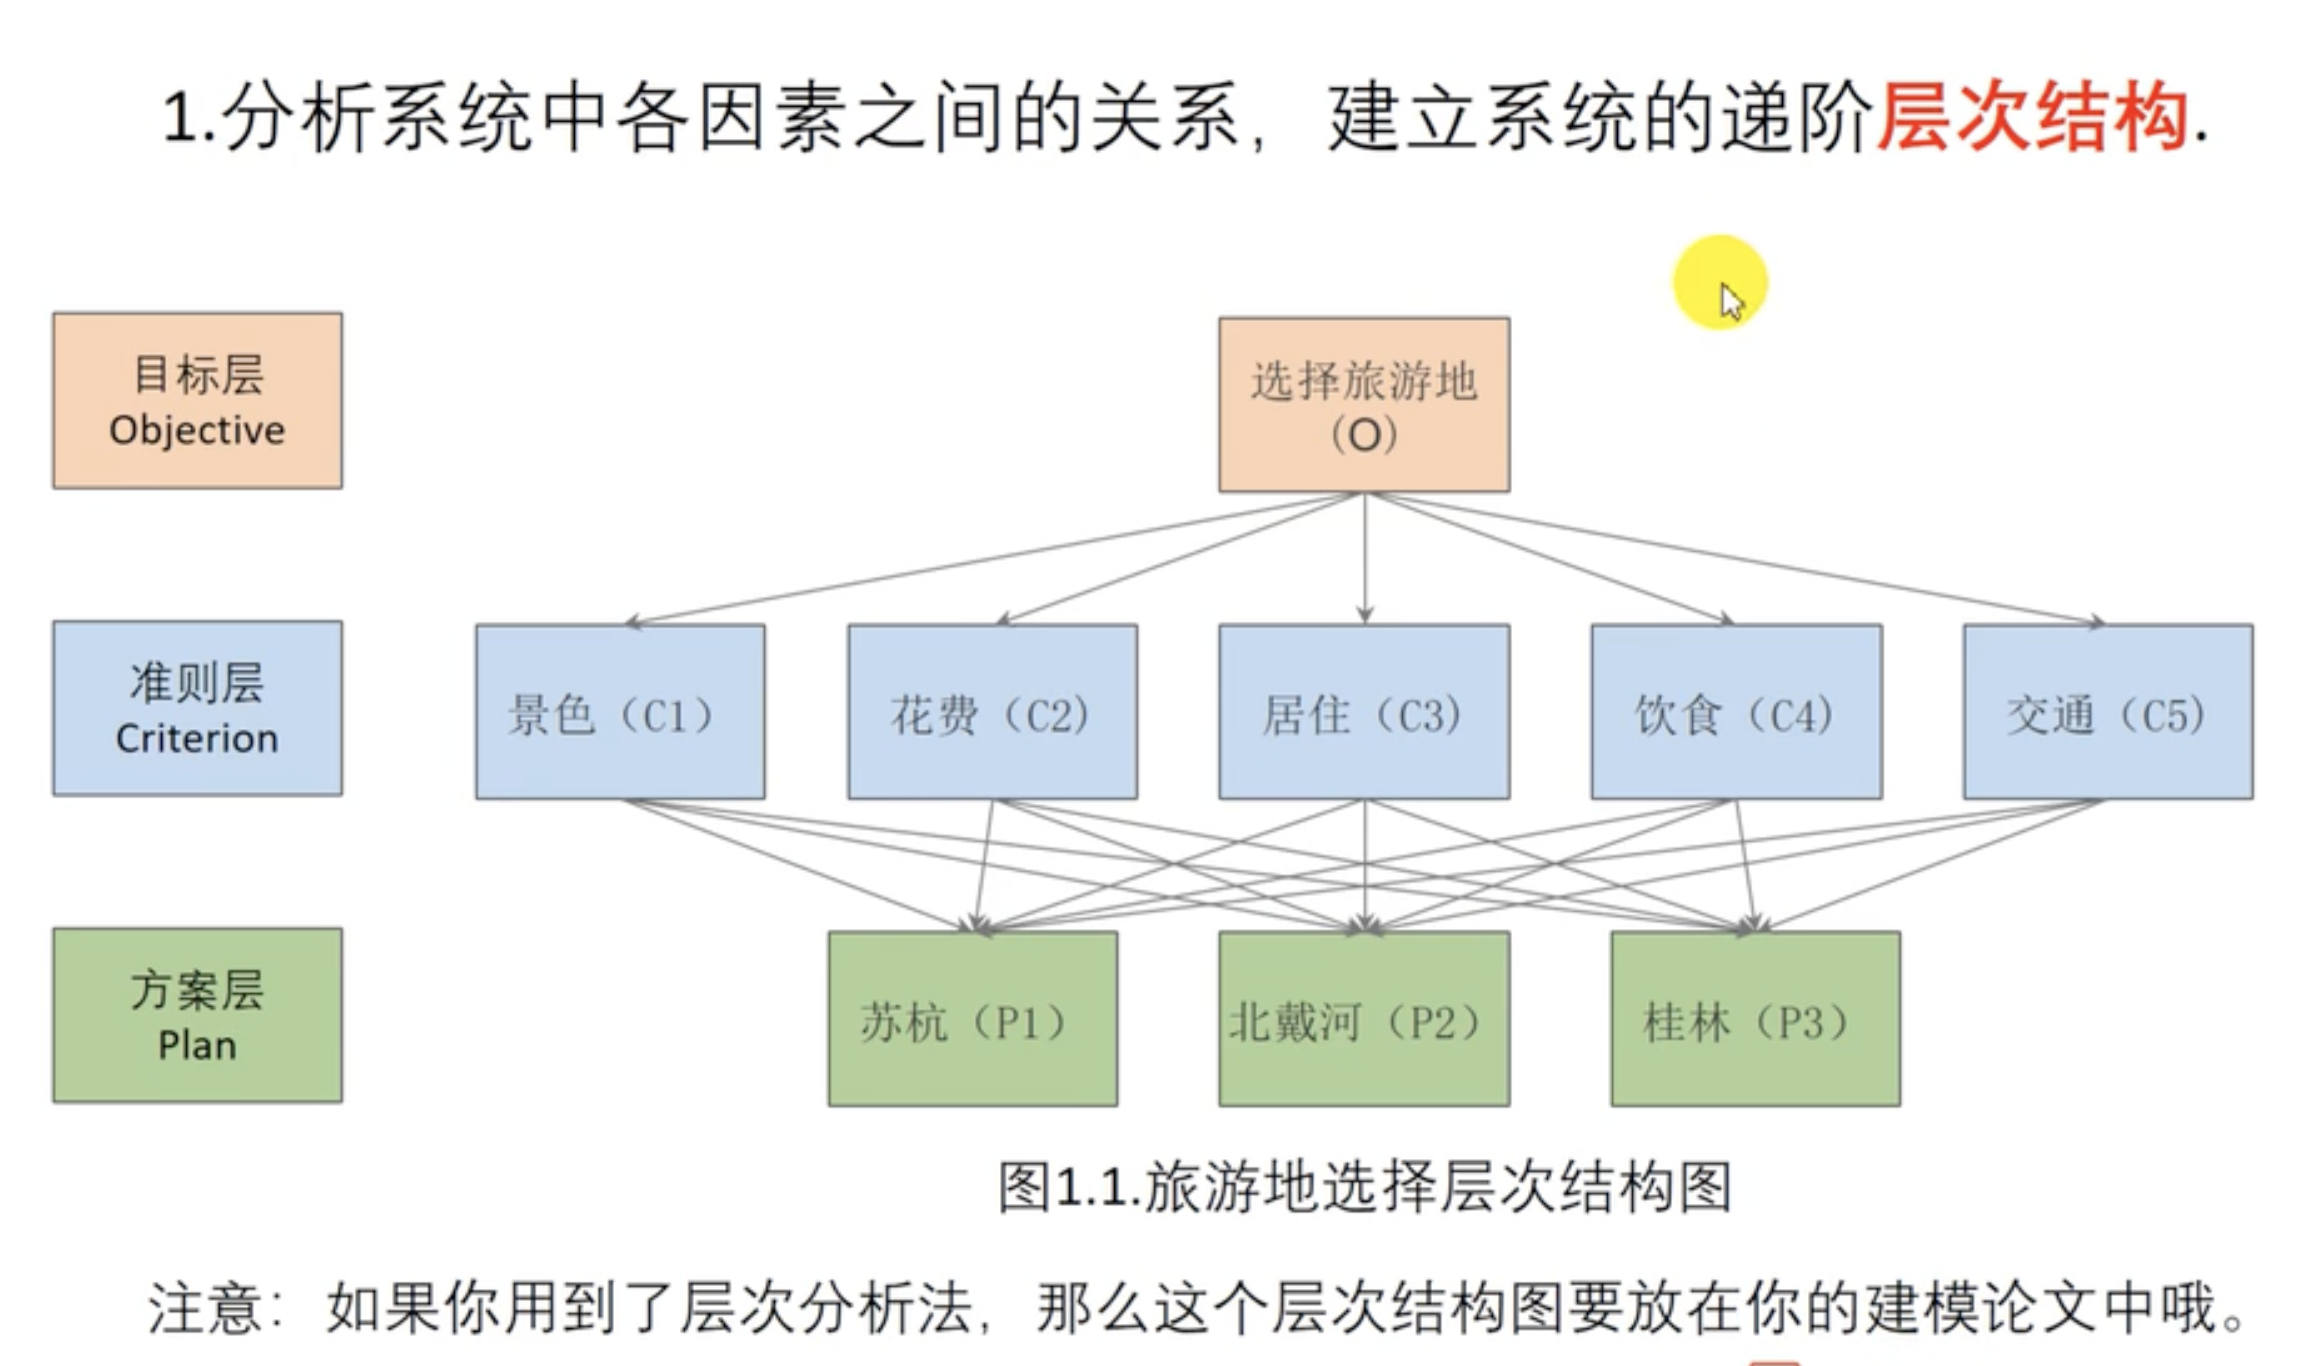 1.分析系统中各因素之间的关系，建立系统的递阶层次结构.
目标层
Objective
选择旅游地
(O)
准则层
Criterion
景色（C1）
花费（C2)
居住（C3)
饮食（C4)
交通（C5)
方案层
Plan
苏杭（P1）
北戴河（P2）
桂林（P3）
图1.1.旅游地选择层次结构图
注意：如果你用到了层次分析法，那么这个层次结构图要放在你的建模论文中哦。